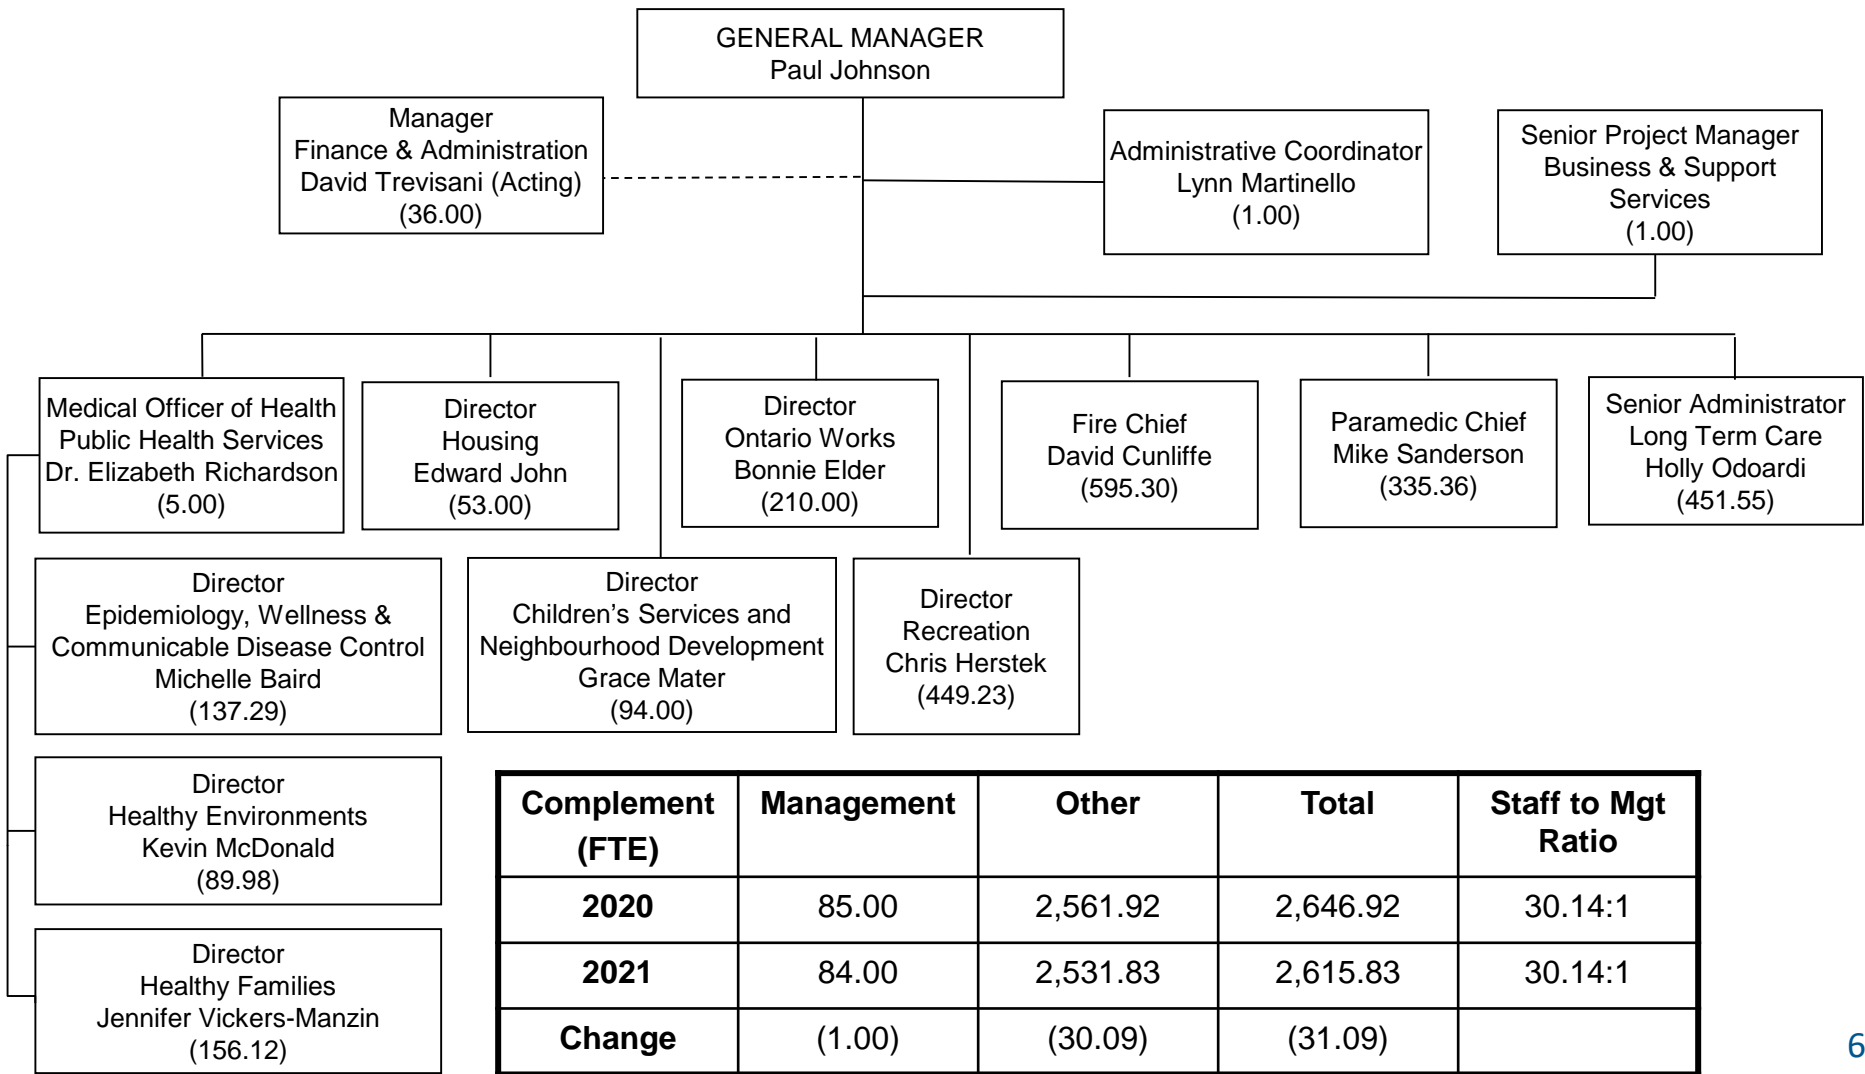 GENERAL MANAGER
Paul Johnson
Manager
Finance & Administration
David Trevisani (Acting)
(36.00)
Administrative Coordinator
Lynn Martinello
(1.00)
Senior Project Manager
Business & Support
Services
(1.00)
Medical Officer of Health
Public Health Services
Dr. Elizabeth Richardson
(5.00)
Director
Housing
Edward John
(53.00)
Director
Ontario Works
Bonnie Elder
(210.00)
Fire Chief
David Cunliffe
(595.30)
Paramedic Chief
Mike Sanderson
(335.36)
Senior Administrator
Long Term Care
Holly Odoardi
(451.55)
Director
Epidemiology, Wellness &
Communicable Disease Control
Michelle Baird
(137.29)
Director
Children’s Services and
Neighbourhood Development
Grace Mater
(94.00)
Director
Recreation
Chris Herstek
(449.23)
Director
Healthy Environments
Kevin McDonald
(89.98)
Director
Healthy Families
Jennifer Vickers-Manzin
(156.12)
Complement
(FTE)
Management
Other
Total
Staff to Mgt
Ratio
2020 85.00 2,561.92 2,646.92 30.14:1
2021 84.00 2,531.83 2,615.83 30.14:1
Change (1.00) (30.09) (31.09)
6